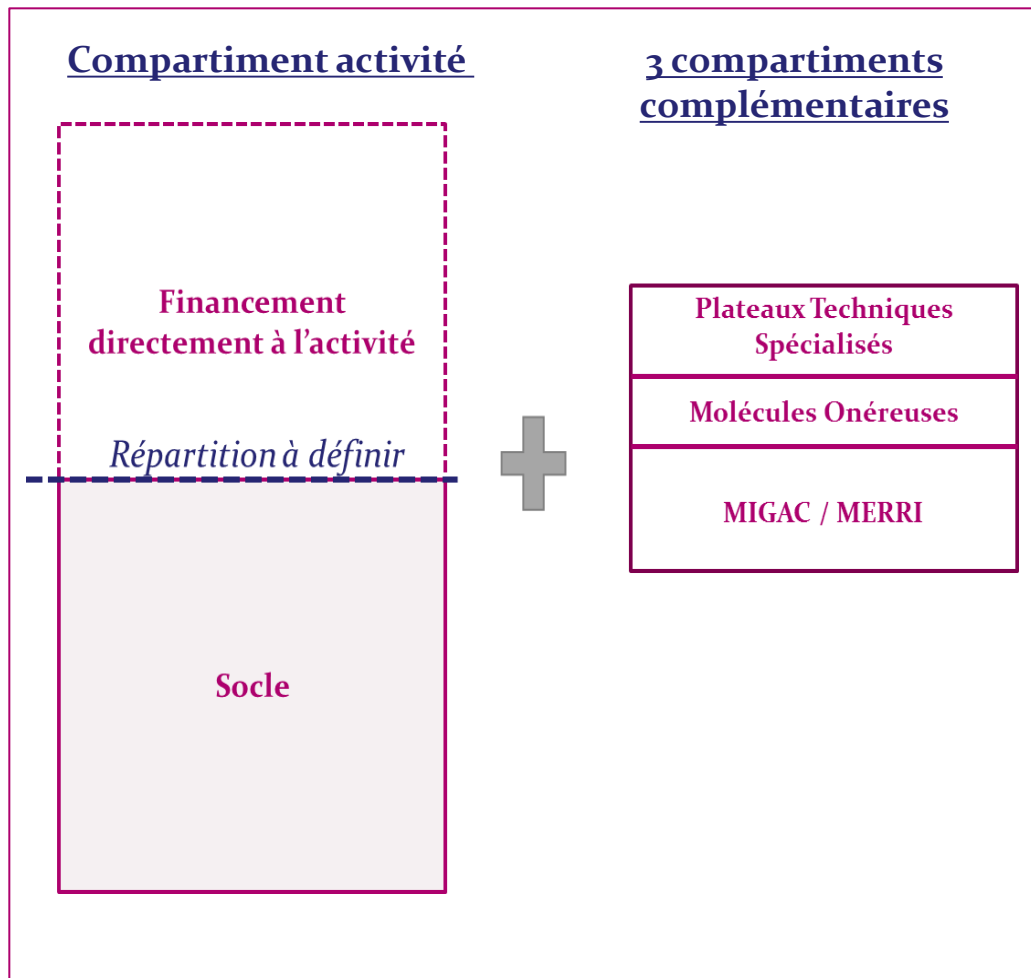 Compartiment activité
Financement
directement à l’activité
Répartition à définir
Socle
3 compartiments
complémentaires
Plateaux Techniques
Spécialisés
Molécules Onéreuses
MIGAC / MERRI